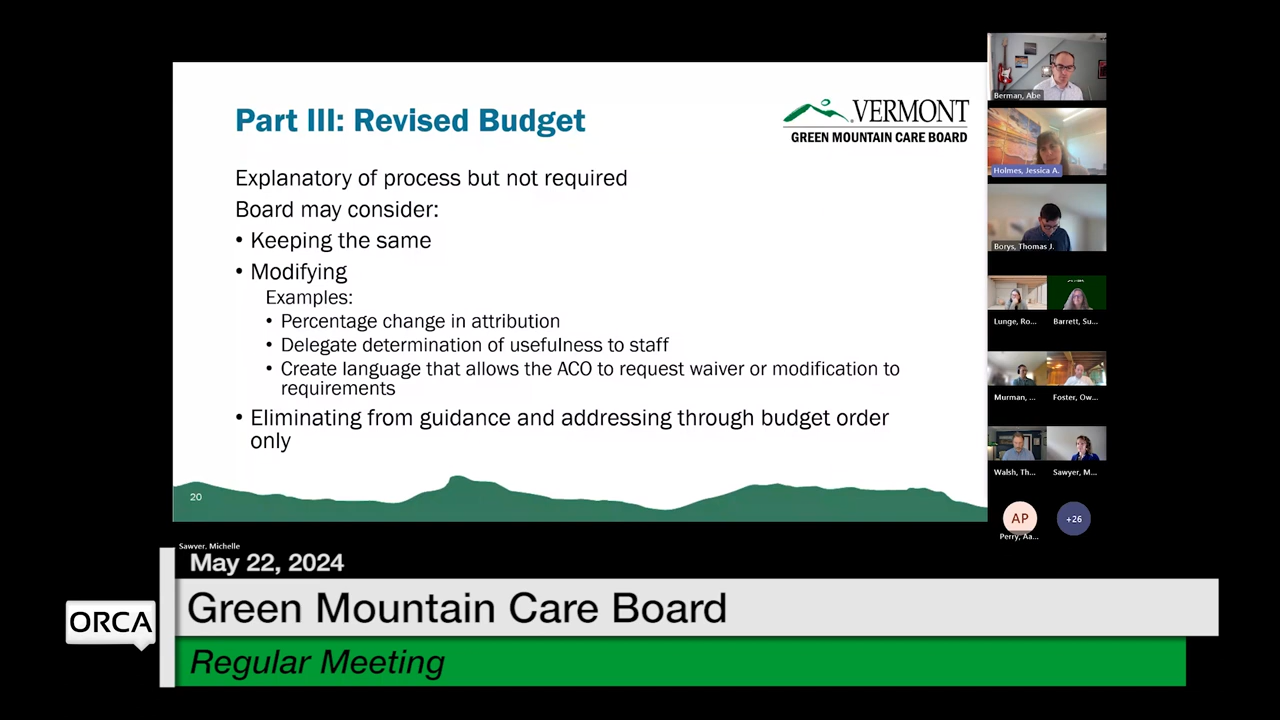 Part III: Revised Budget
VERMONT
GREEN MOUNTAIN CARE BOARD
Explanatory of process but not required
Board may consider:
• Keeping the same
• Modifying
Examples:
• Percentage change in attribution
• Delegate determination of usefulness to staff
• Create language that allows the ACO to request waiver or modification to
requirements
• Eliminating from guidance and addressing through budget order
only
20
Berman, Abe
Holmes, Jessica A.
Borys, Thomas J.
Lunge, Ro...
Barrett, Su...
Murman, ...
Foster, Ow...
Walsh, Th...
Sawyer, M...
AP
+26
Perry, Aa...
Sawyer, Michelle
May 22, 2024
ORCA
Green Mountain Care Board
Regular Meeting